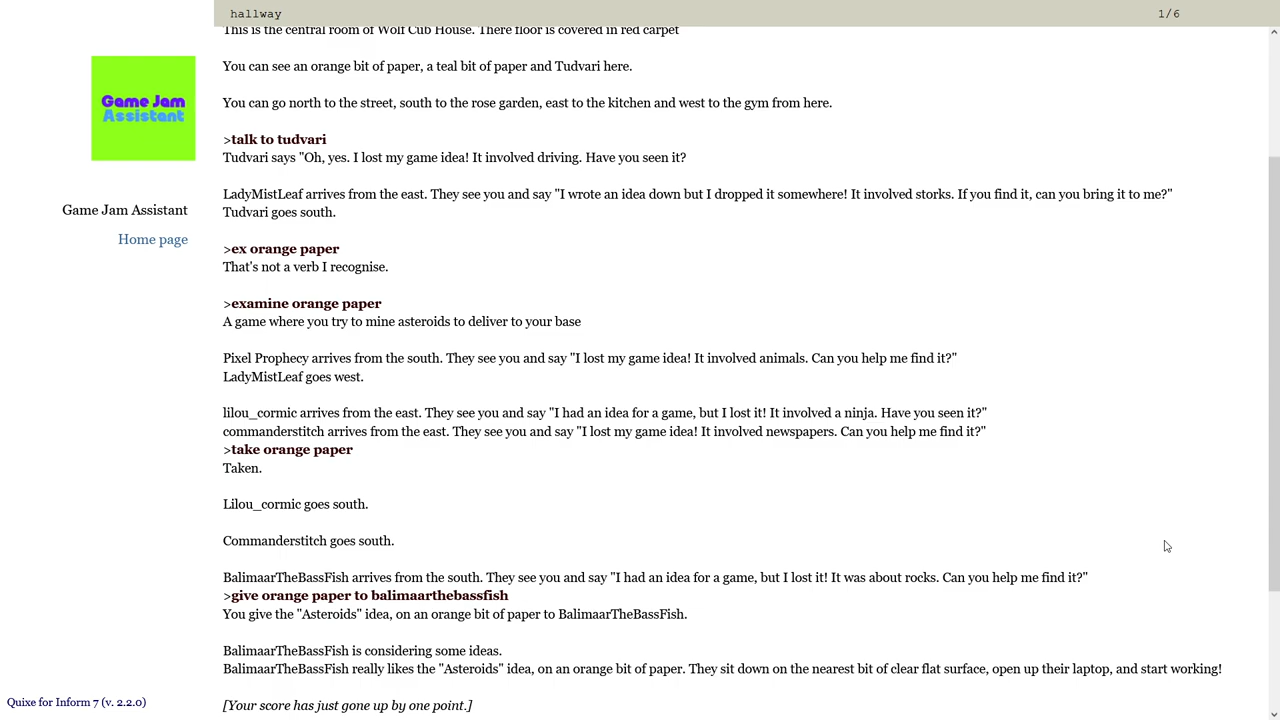 hallway 1/6
This is the central room of Wolf Cub House. There floor is covered in red carpet
You can see an orange bit of paper, a teal bit of paper and Tudvari here.
You can go north to the street, south to the rose garden, east to the kitchen and west to the gym from here.
>talk to tudvari
Tudvari says "Oh, yes. I lost my game idea! It involved driving. Have you seen it?
LadyMistLeaf arrives from the east. They see you and say "I wrote an idea down but I dropped it somewhere! It involved storks. If you find it, can you bring it to me?"
Tudvari goes south.
>ex orange paper
That's not a verb I recognise.
>examine orange paper
A game where you try to mine asteroids to deliver to your base
Pixel Prophecy arrives from the south. They see you and say "I lost my game idea! It involved animals. Can you help me find it?"
LadyMistLeaf goes west.
lilou_cormic arrives from the east. They see you and say "I had an idea for a game, but I lost it! It involved a ninja. Have you seen it?"
commanderstitch arrives from the east. They see you and say "I lost my game idea! It involved newspapers. Can you help me find it?"
>take orange paper
Taken.
Lilou_cormic goes south.
Commanderstitch goes south.
BalimaarTheBassFish arrives from the south. They see you and say "I had an idea for a game, but I lost it! It was about rocks. Can you help me find it?"
>give orange paper to balimaarthebassfish
You give the "Asteroids" idea, on an orange bit of paper to BalimaarTheBassFish.
BalimaarTheBassFish is considering some ideas.
BalimaarTheBassFish really likes the "Asteroids" idea, on an orange bit of paper. They sit down on the nearest bit of clear flat surface, open up their laptop, and start working!
[Your score has just gone up by one point.]
Game Jam
Assistant
Game Jam Assistant
Home page
Quixe for Inform 7 (v. 2.2.0)